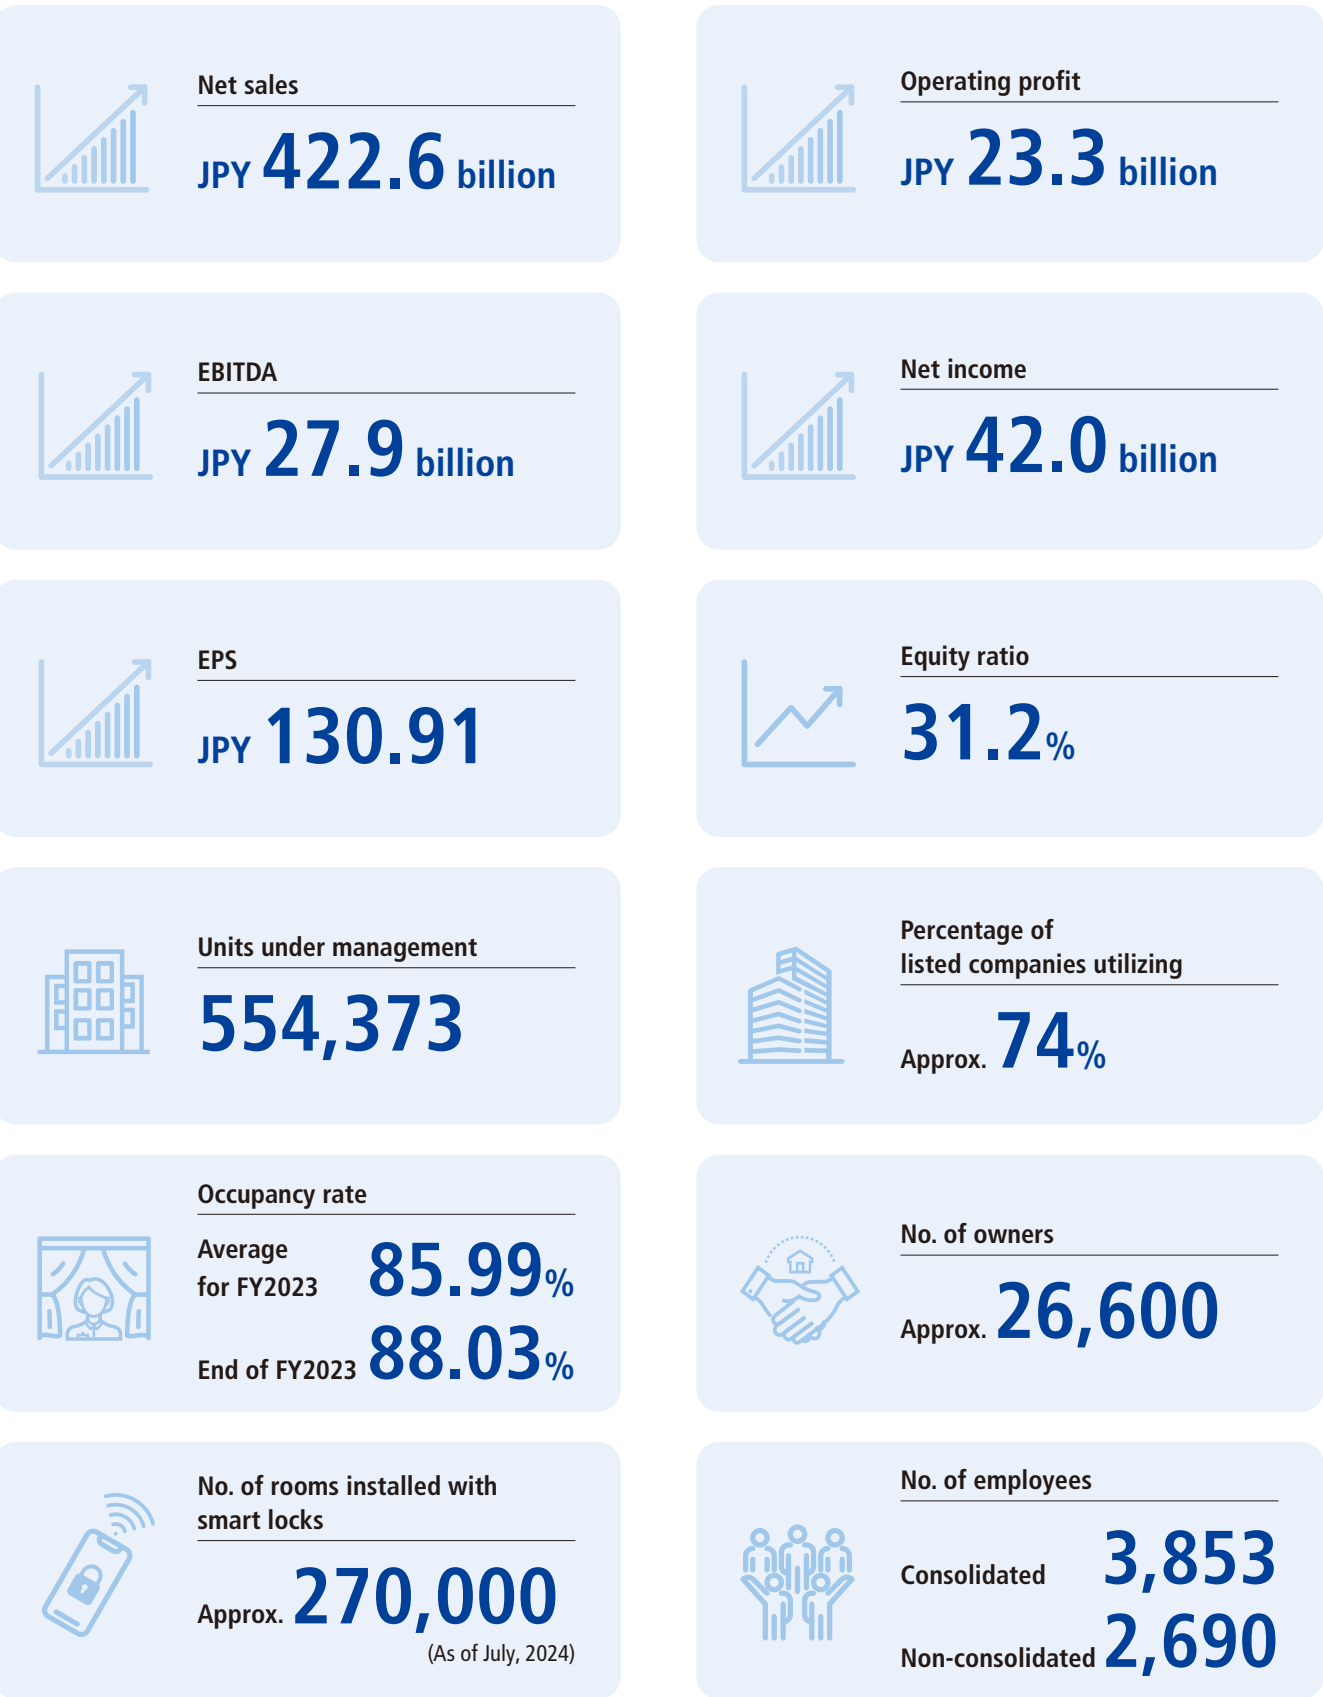 Net sales
JPY 422.6 billion
Operating profit
JPY 23.3 billion
EBITDA
JPY 27.9 billion
Net income
JPY 42.0 billion
EPS
JPY 130.91
Equity ratio
31.2%
Units under management
554,373
Percentage of
listed companies utilizing
Approx. 74%
Occupancy rate
Average
for FY2023 85.99%
End of FY2023 88.03%
No. of owners
Approx. 26,600
No. of rooms installed with
smart locks
Approx. 270,000
(As of July, 2024)
No. of employees
Consolidated 3,853
Non-consolidated 2,690